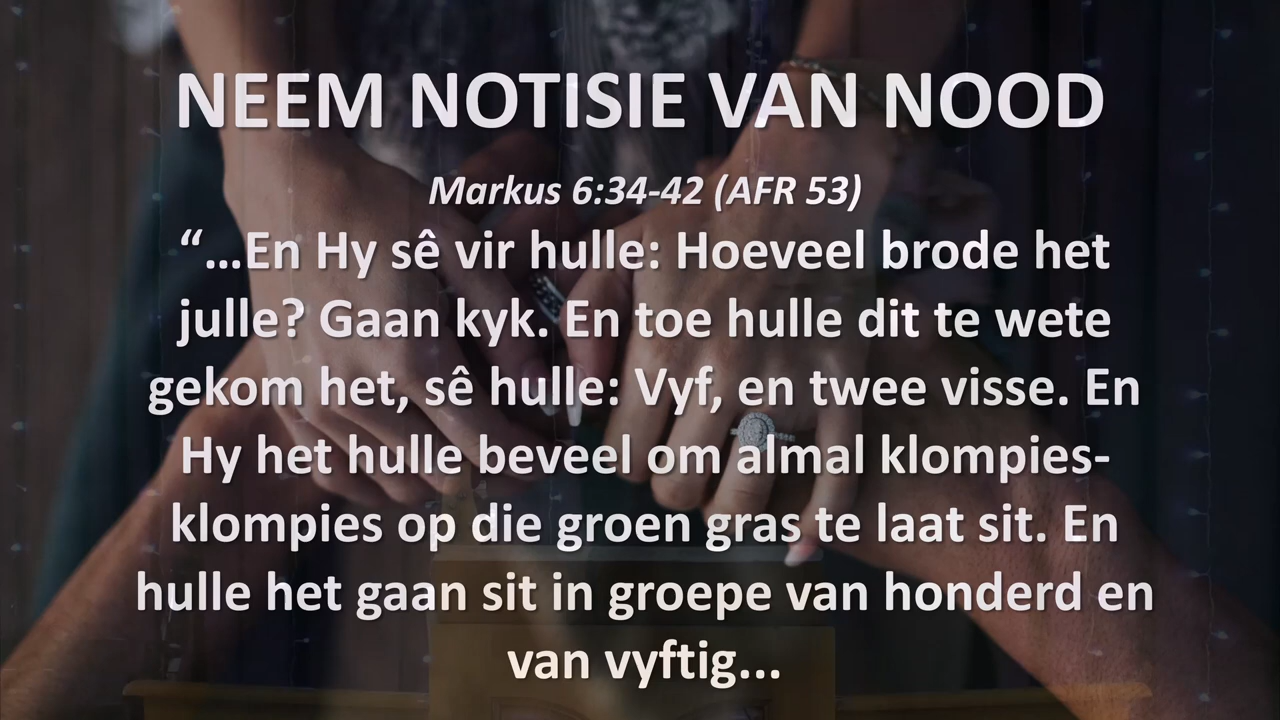 NEEM NOTISIE VAN NOOD
Markus 6:34-42 (AFR 53)
“…En Hy sê vir hulle: Hoeveel brode het
julle? Gaan kyk. En toe hulle dit te wete
gekom het, sê hulle: Vyf, en twee visse. En
Hy het hulle beveel om almal klompies-
klompies op die groen gras te laat sit. En
hulle het gaan sit in groepe van honderd en
van vyftig...